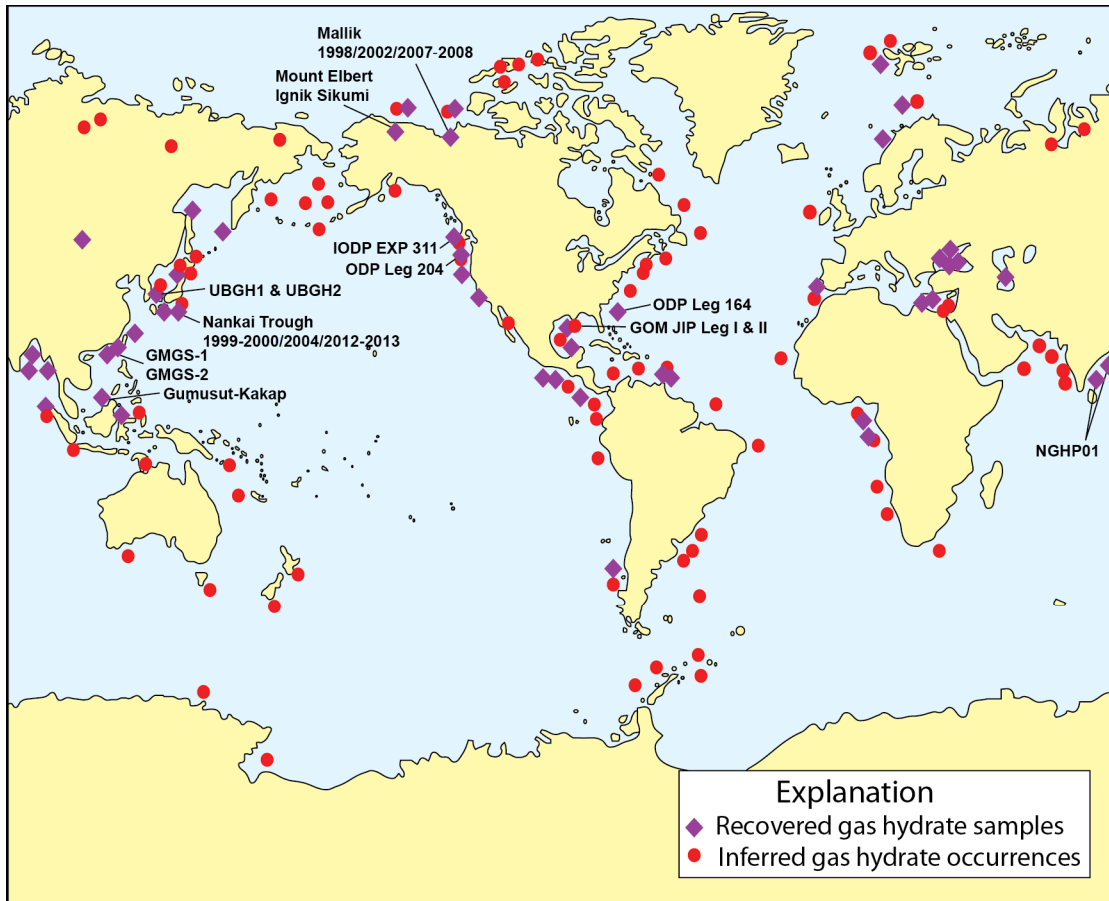 Mallik
1998/2002/2007-2008
Mount Elbert
Ignik Sikumi
IODP EXP 311
ODP Leg 204
UBGH1 & UBGH2
ODP Leg 164
GOM JIP Leg I & II
Nankai Trough
1999-2000/2004/2012-2013
GMGS-1
GMGS-2
Gumusut-Kakap
NGHP01
Explanation
Recovered gas hydrate samples
Inferred gas hydrate occurrences